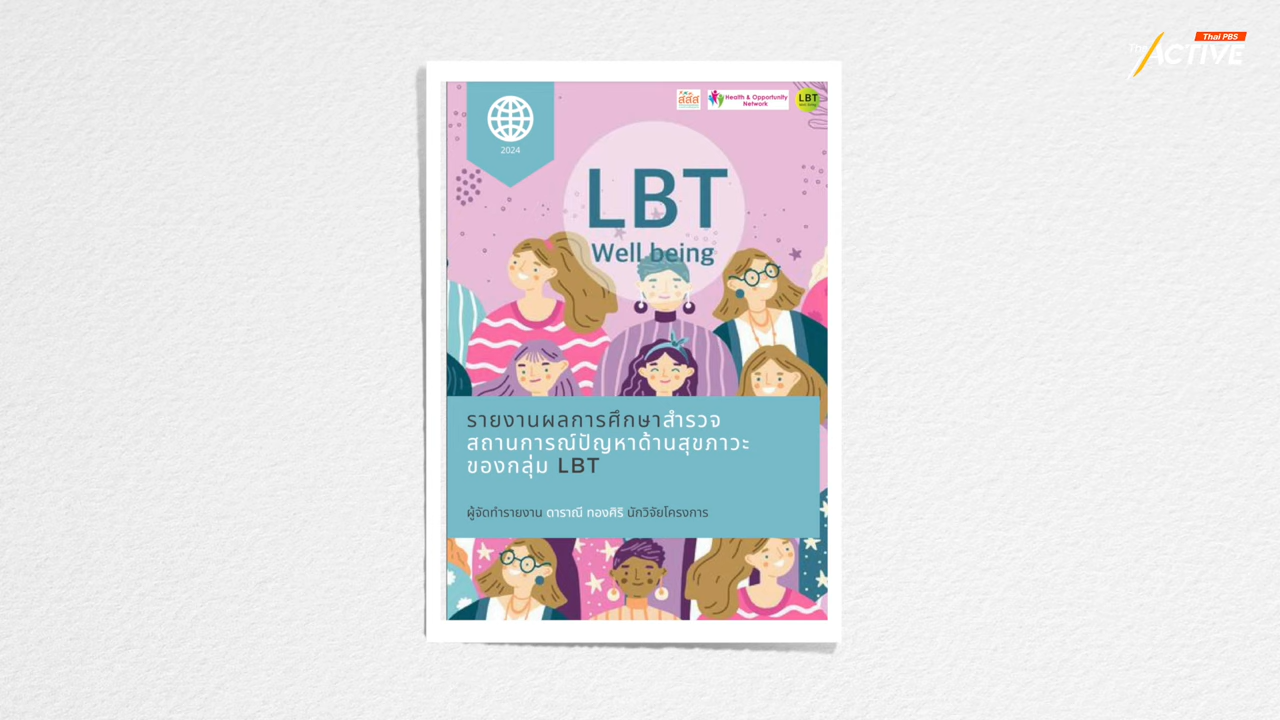 Thai PBS
The ACTIVE
สสส
Health & Opportunity
Network
LBT
Well being
2024
LBT
Well being
รายงานผลการศึกษาสำรวจ
สถานการณ์ปัญหาด้านสุขภาวะ
ของกลุ่ม LBT
ผู้จัดทำรายงาน ดาราณี ทองศิริ นักวิจัยโครงการ